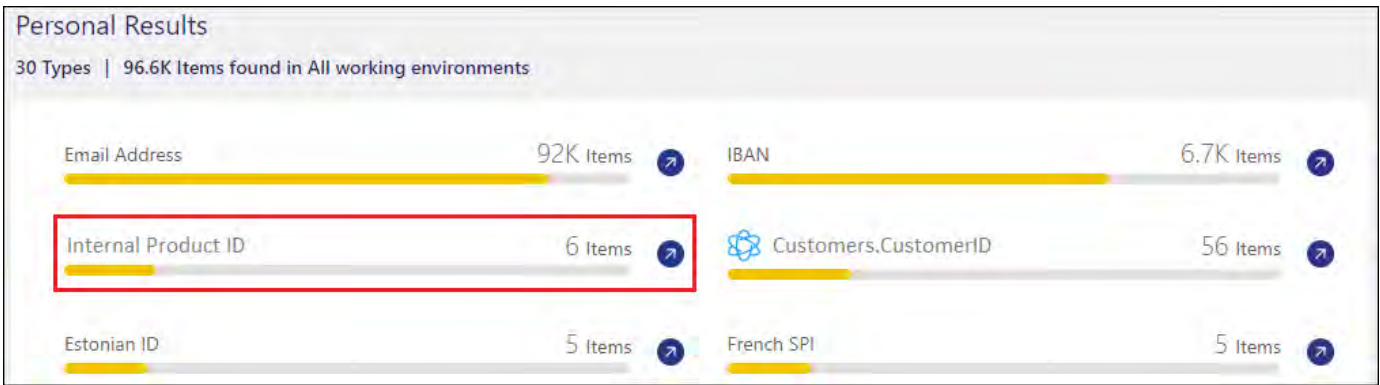 Personal Results
30 Types | 96.6K Items found in All working environments
Email Address 92K Items
IBAN 6.7K Items
Internal Product ID 6 Items
Customers.CustomerID 56 Items
Estonian ID 5 Items
French SPI 5 Items